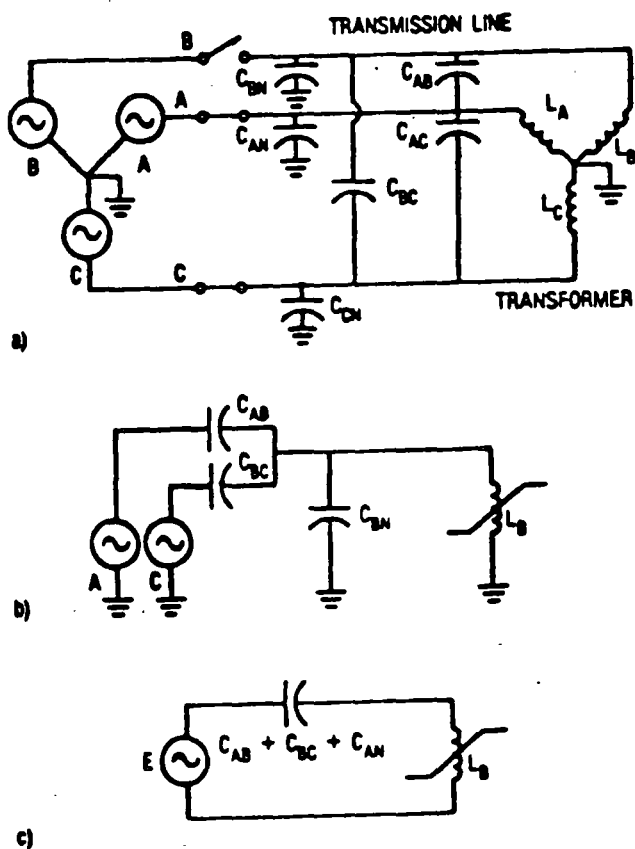 TRANSMISSION LINE
B
C_BN
C_AB
A
C_AN
L_A
L_B
B
A
C_AC
C_BC
L_C
C
C
C_CN
TRANSFORMER
a)
C_AB
C_BC
C_BN
L_B
A
C
b)
E
C_AB + C_BC + C_AN
L_B
c)